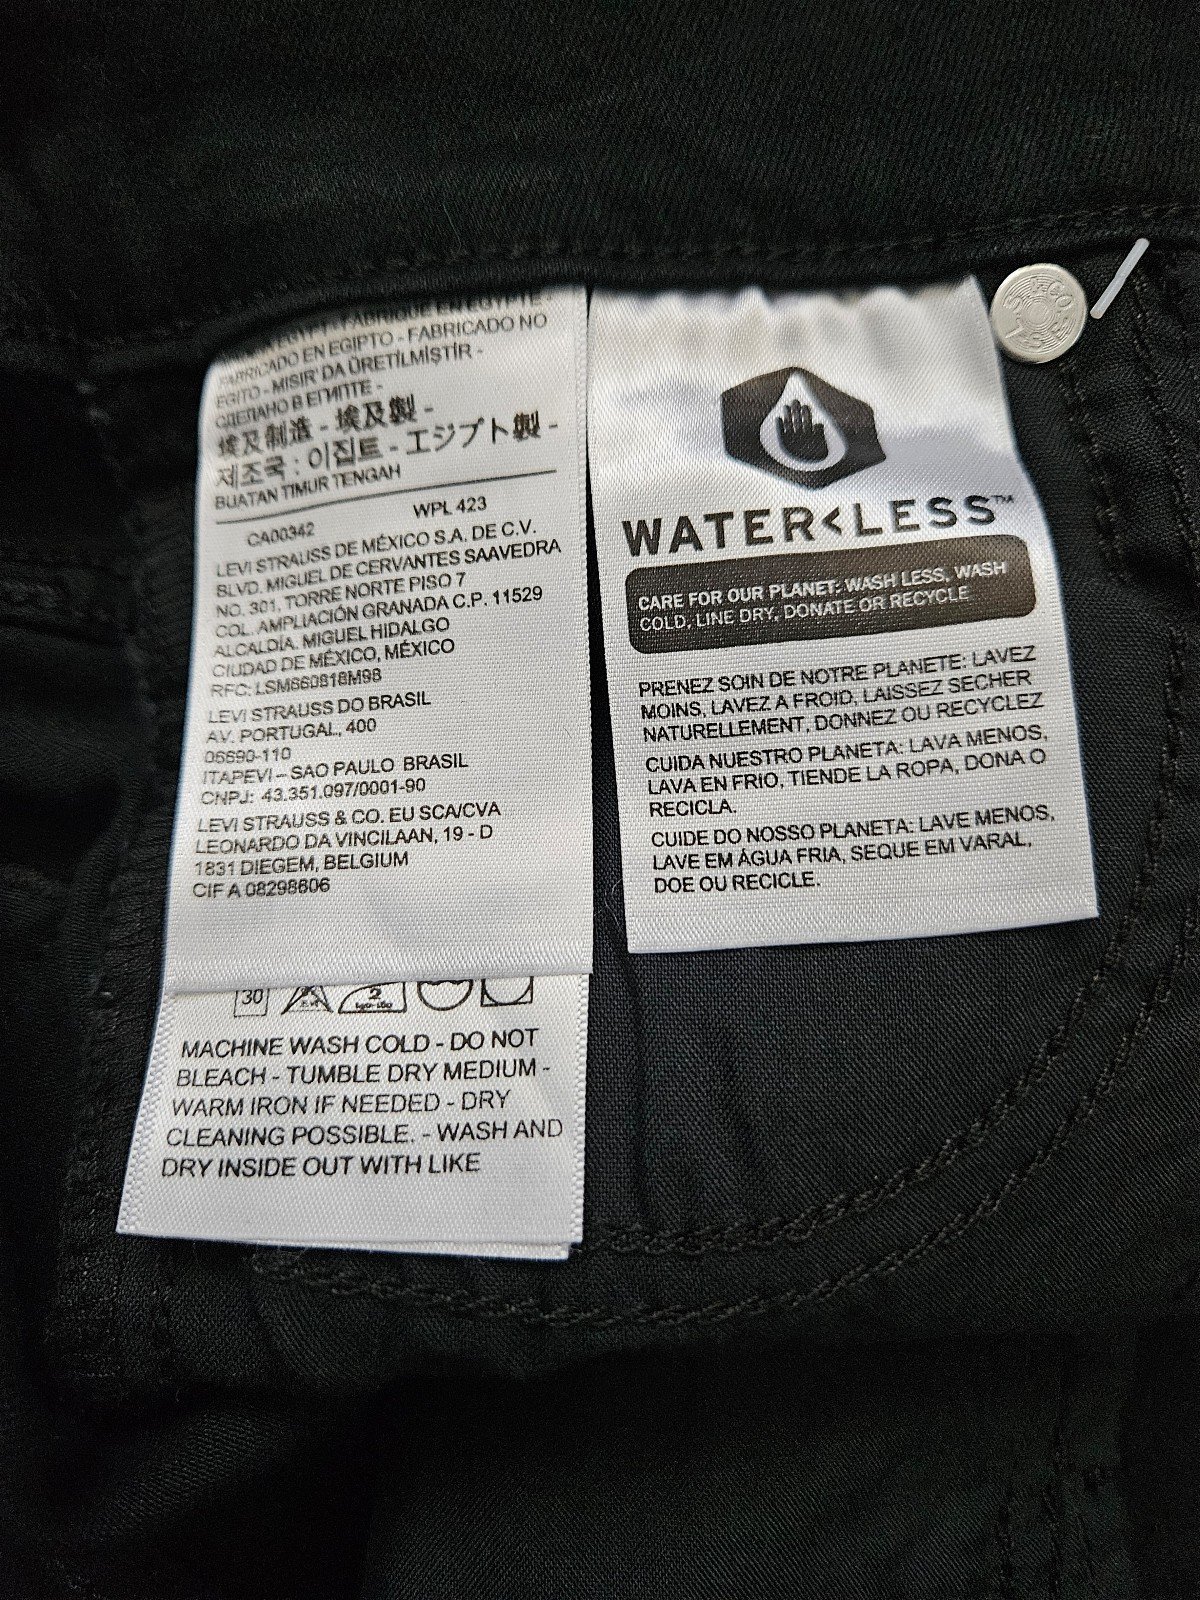 FABRIQUÉ EN EGYPTE -
FABRICADO EN EGIPTO - FABRICADO NO
EGITO - MISIR' DA ÜRETİLMİŞTİR -
СДЕЛАНО В ЕГИПТЕ -
埃及制造 - 埃及製 -
제조국 : 이집트 - エジプト製 -
BUATAN TIMUR TENGAH
CA00342 WPL 423
LEVI STRAUSS DE MÉXICO S.A. DE C.V.
BLVD. MIGUEL DE CERVANTES SAAVEDRA
NO. 301, TORRE NORTE PISO 7
COL. AMPLIACIÓN GRANADA C.P. 11529
ALCALDÍA. MIGUEL HIDALGO
CIUDAD DE MÉXICO, MÉXICO
RFC: LSM860818M98
LEVI STRAUSS DO BRASIL
AV. PORTUGAL, 400
06690-110
ITAPEVI – SAO PAULO BRASIL
CNPJ: 43.351.097/0001-90
LEVI STRAUSS & CO. EU SCA/CVA
LEONARDO DA VINCILAAN, 19 - D
1831 DIEGEM, BELGIUM
CIF A 08298606
30
2
MACHINE WASH COLD - DO NOT
BLEACH - TUMBLE DRY MEDIUM -
WARM IRON IF NEEDED - DRY
CLEANING POSSIBLE. - WASH AND
DRY INSIDE OUT WITH LIKE
WATER<LESS™
CARE FOR OUR PLANET: WASH LESS, WASH
COLD, LINE DRY, DONATE OR RECYCLE
PRENEZ SOIN DE NOTRE PLANETE: LAVEZ
MOINS, LAVEZ A FROID, LAISSEZ SECHER
NATURELLEMENT, DONNEZ OU RECYCLEZ
CUIDA NUESTRO PLANETA: LAVA MENOS,
LAVA EN FRIO, TIENDE LA ROPA, DONA O
RECICLA.
CUIDE DO NOSSO PLANETA: LAVE MENOS,
LAVE EM ÁGUA FRIA, SEQUE EM VARAL,
DOE OU RECICLE.